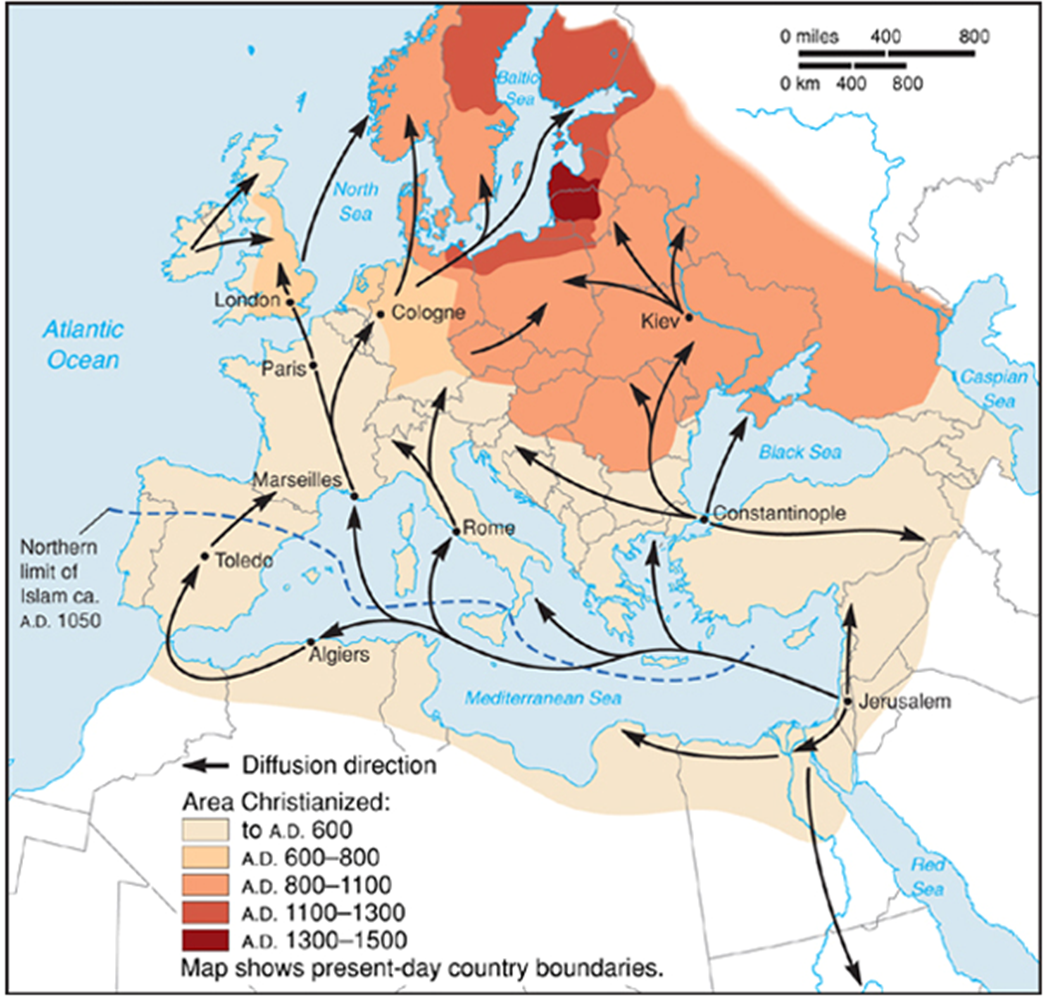 0 miles 400 800
0 km 400 800
Baltic
Sea
North
Sea
London
Cologne
Kiev
Atlantic
Ocean
Paris
Caspian
Sea
Black Sea
Marseilles
Constantinople
Rome
Northern
limit of
Islam ca.
A.D. 1050
Toledo
Algiers
Mediterranean Sea
Jerusalem
Diffusion direction
Area Christianized:
to A.D. 600
A.D. 600–800
A.D. 800–1100
A.D. 1100–1300
A.D. 1300–1500
Map shows present-day country boundaries.
Red
Sea